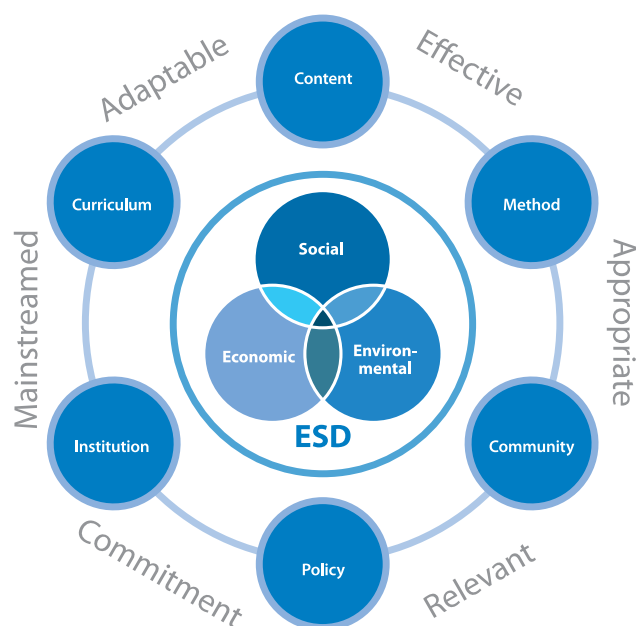 Content
Effective
Method
Appropriate
Community
Relevant
Policy
Commitment
Institution
Mainstreamed
Curriculum
Adaptable
Social
Economic
Environ-
mental
ESD